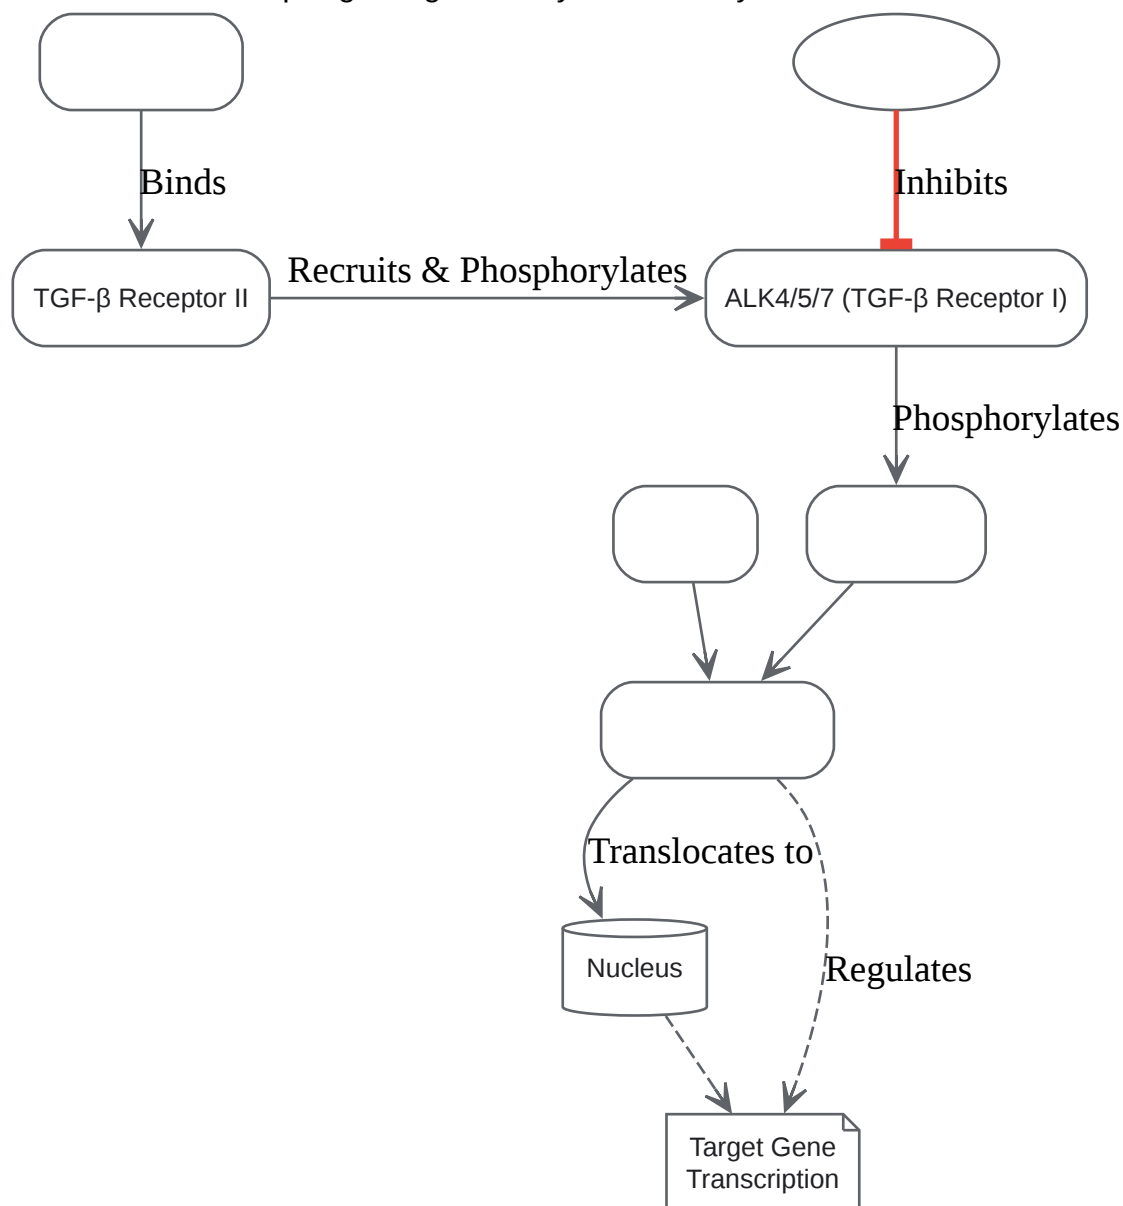 Binds
Inhibits
TGF-β Receptor II
Recruits & Phosphorylates
ALK4/5/7 (TGF-β Receptor I)
Phosphorylates
Translocates to
Nucleus
Regulates
Target Gene
Transcription